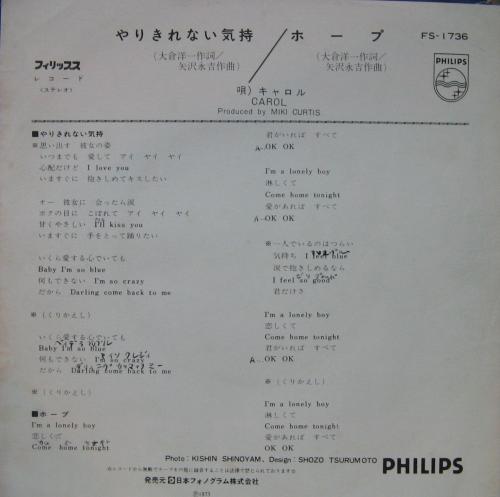 やりきれない気持/ホープ
FS-1736
(大倉洋一作詞/矢沢永吉作曲)
(大倉洋一作詞/矢沢永吉作曲)
フィリップス
レコード
(ステレオ)
PHILIPS
唄) キャロル
CAROL
Produced by MIKI CURTIS
■やりきれない気持
※思い出す 彼女の姿
いつまでも 愛して アイ ヤイ ヤイ
心配だけど I love you
いますぐに 抱きしめてキスしたい
オー 彼女に 会ったら涙
ボクの目に こぼれて アイ ヤイ ヤイ
甘くやさしい I'll kiss you
いますぐに 手をとって踊りたい
いくら愛する心でいても
Baby I'm so blue
何もできない I'm so crazy
だから Darling come back to me
※ (くりかえし)
いくら愛する心でいても
Baby I'm so blue
何もできない I'm so crazy
だから Darling come back to me
※ (くりかえし)
■ホープ
I'm a lonely boy
恋しくて
Come home tonight
君がいれば すべて
A-OK OK
I'm a lonely boy
淋しくて
Come home tonight
愛があれば すべて
A-OK OK
※一人でいるのはつらい
気持ち I feel blue
涙で抱きしめるなら
I feel so good
君だけさ
I'm a lonely boy
恋しくて
Come home tonight
君がいれば すべて
A-OK OK
※ (くりかえし)
I'm a lonely boy
淋しくて
Come home tonight
愛があれば すべて
OK OK
Photo: KISHIN SHINOYAM, Design: SHOZO TSURUMOTO
PHILIPS
発売元 日本フォノグラム株式会社